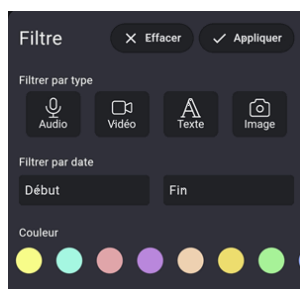 Filtre
Effacer
Appliquer
Filtrer par type
Audio
Vidéo
Texte
Image
Filtrer par date
Début
Fin
Couleur